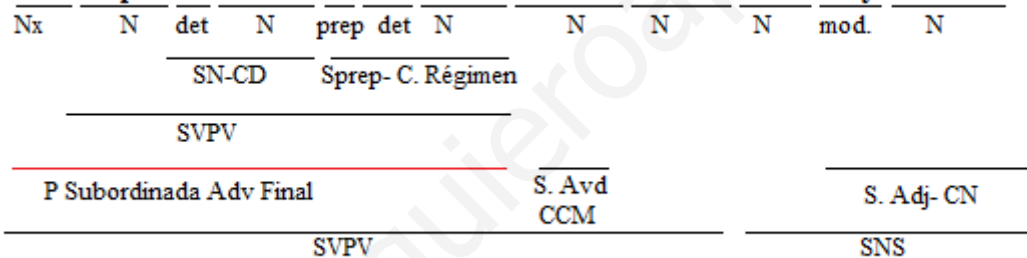 Nx N det N prep det N N N N mod. N
SN-CD Sprep- C. Régimen
SVPV
P Subordinada Adv Final S. Avd CCM S. Adj- CN
SVPV SNS